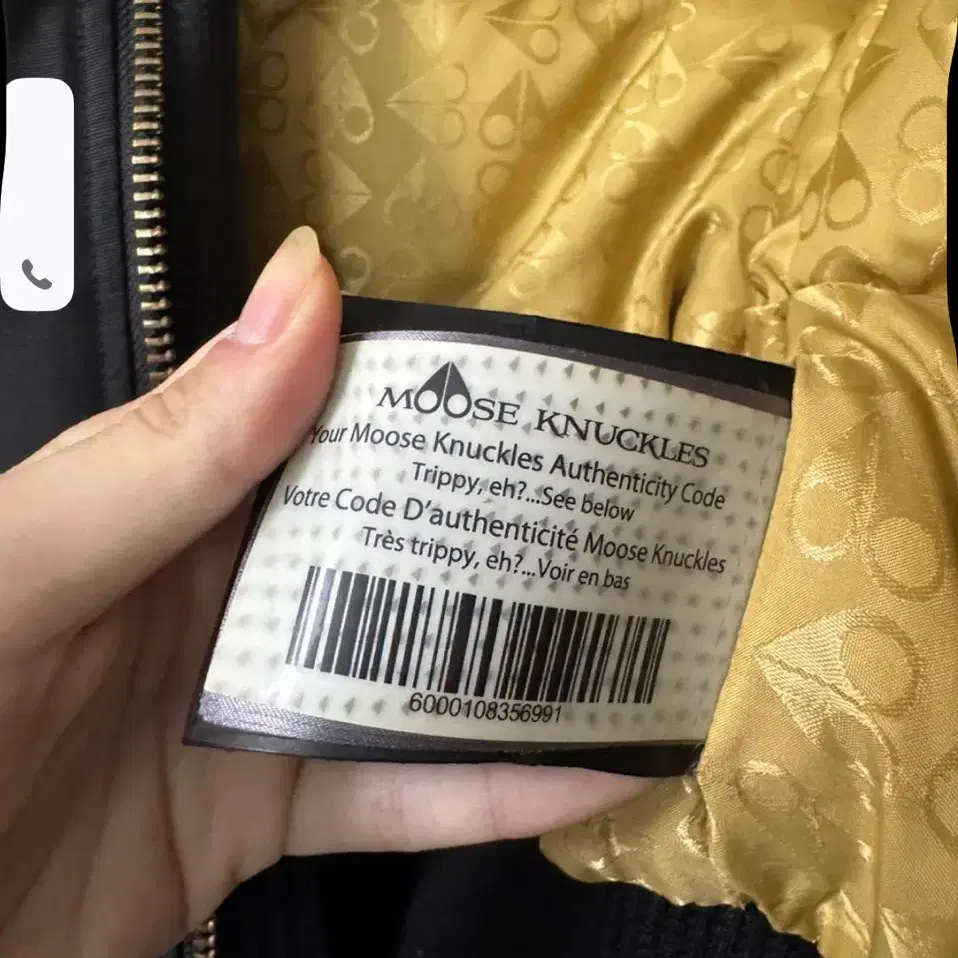 MOOSE KNUCKLES
Your Moose Knuckles Authenticity Code
Trippy, eh?...See below
Votre Code D'authenticité Moose Knuckles
Très trippy, eh?...Voir en bas
6000108356991